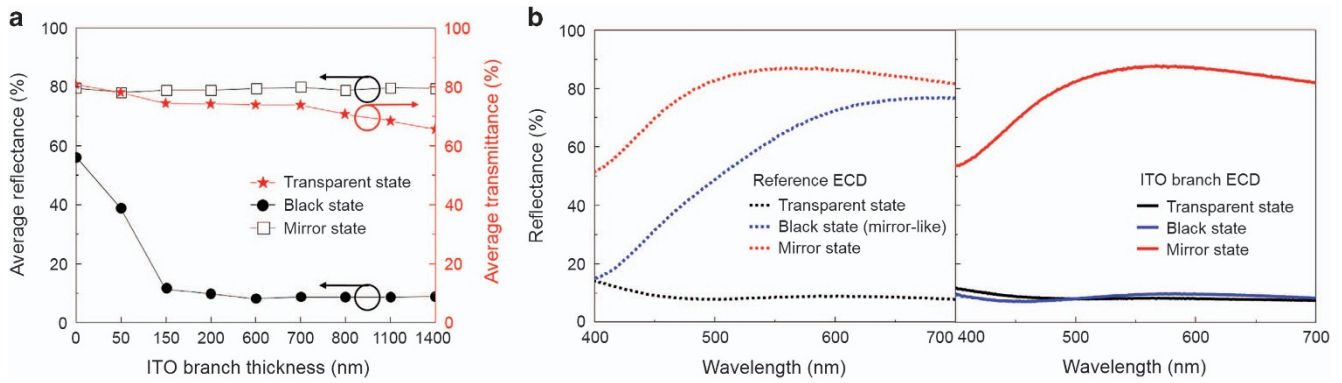 a
Average reflectance (%)
100
80
60
40
20
0
Transparent state
Black state
Mirror state
100
80
60
40
20
0
Average transmittance (%)
0 50 150 200 600 700 800 1100 1400
ITO branch thickness (nm)
b
Reflectance (%)
100
80
60
40
20
0
Reference ECD
Transparent state
Black state (mirror-like)
Mirror state
400 500 600 700
Wavelength (nm)
ITO branch ECD
Transparent state
Black state
Mirror state
400 500 600 700
Wavelength (nm)